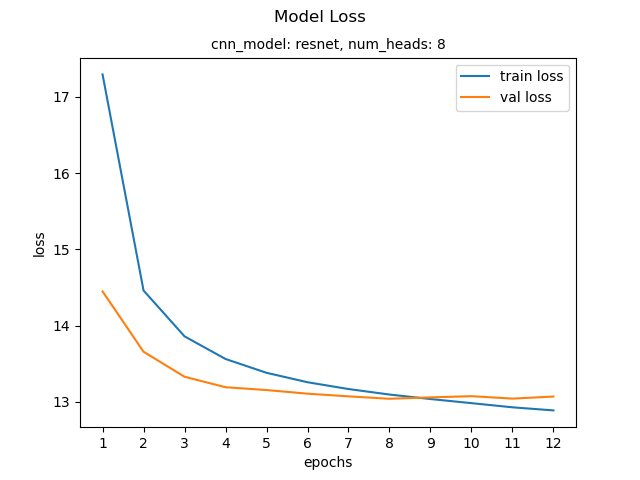 Model Loss
cnn_model: resnet, num_heads: 8
train loss
val loss
17
16
15
14
13
loss
1 2 3 4 5 6 7 8 9 10 11 12
epochs